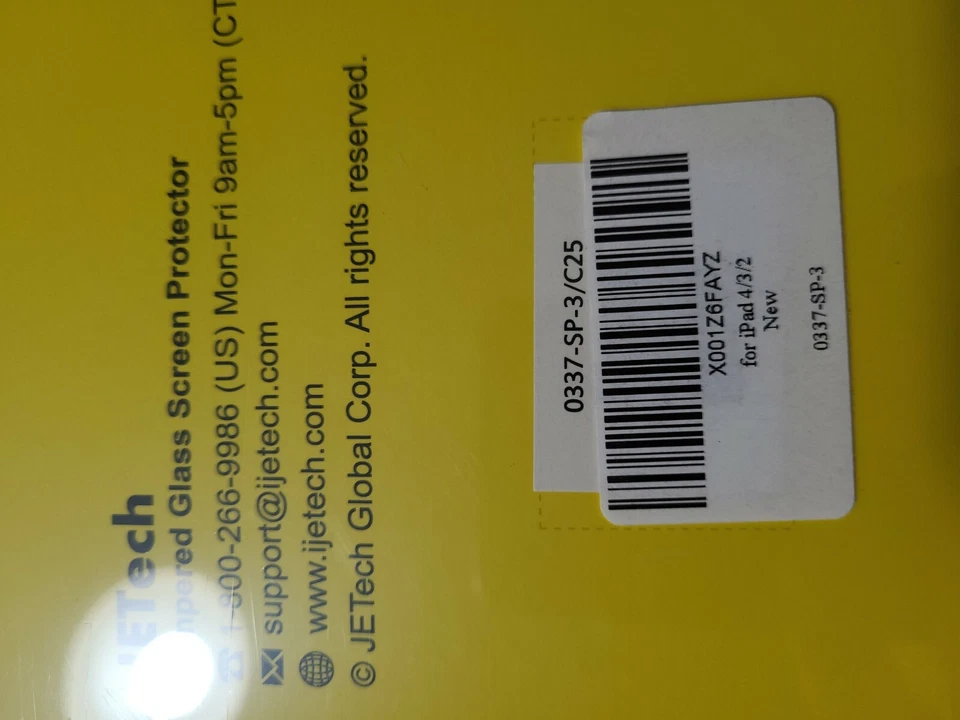 JETech
Tempered Glass Screen Protector
1-800-266-9986 (US) Mon-Fri 9am-5pm (CT
support@ijetech.com
www.ijetech.com
© JETech Global Corp. All rights reserved.
0337-SP-3/C25
X001Z6FAYZ
for iPad 4/3/2
New
0337-SP-3